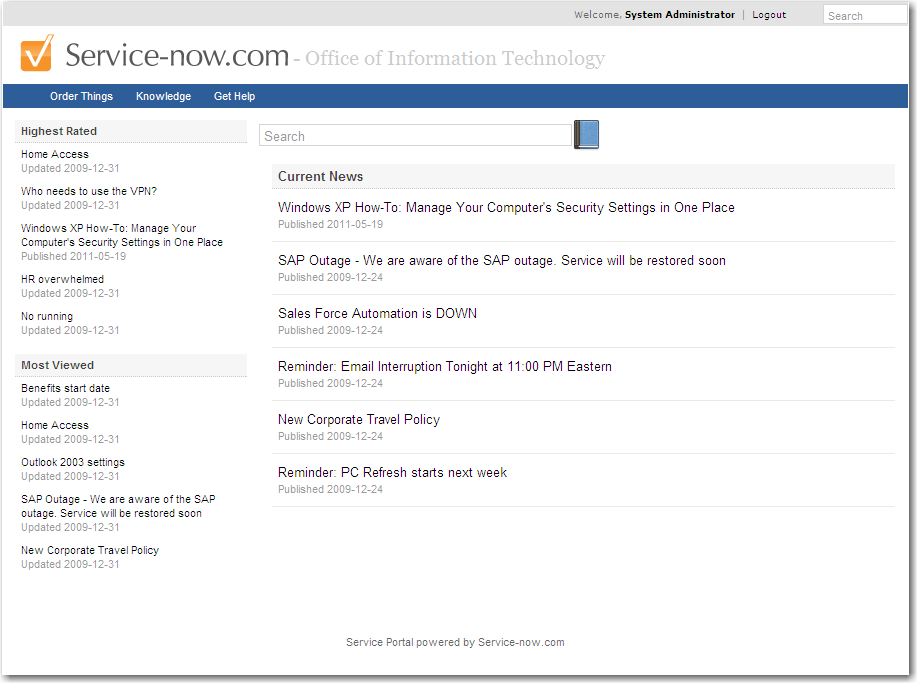 Welcome, System Administrator | Logout
Search
Service-now.com - Office of Information Technology
Order Things Knowledge Get Help
Highest Rated
Home Access
Updated 2009-12-31
Who needs to use the VPN?
Updated 2009-12-31
Windows XP How-To: Manage Your
Computer's Security Settings in One Place
Published 2011-05-19
HR overwhelmed
Updated 2009-12-31
No running
Updated 2009-12-31
Most Viewed
Benefits start date
Updated 2009-12-31
Home Access
Updated 2009-12-31
Outlook 2003 settings
Updated 2009-12-31
SAP Outage - We are aware of the SAP
outage. Service will be restored soon
Updated 2009-12-31
New Corporate Travel Policy
Updated 2009-12-31
Search
Current News
Windows XP How-To: Manage Your Computer's Security Settings in One Place
Published 2011-05-19
SAP Outage - We are aware of the SAP outage. Service will be restored soon
Published 2009-12-24
Sales Force Automation is DOWN
Published 2009-12-24
Reminder: Email Interruption Tonight at 11:00 PM Eastern
Published 2009-12-24
New Corporate Travel Policy
Published 2009-12-24
Reminder: PC Refresh starts next week
Published 2009-12-24
Service Portal powered by Service-now.com